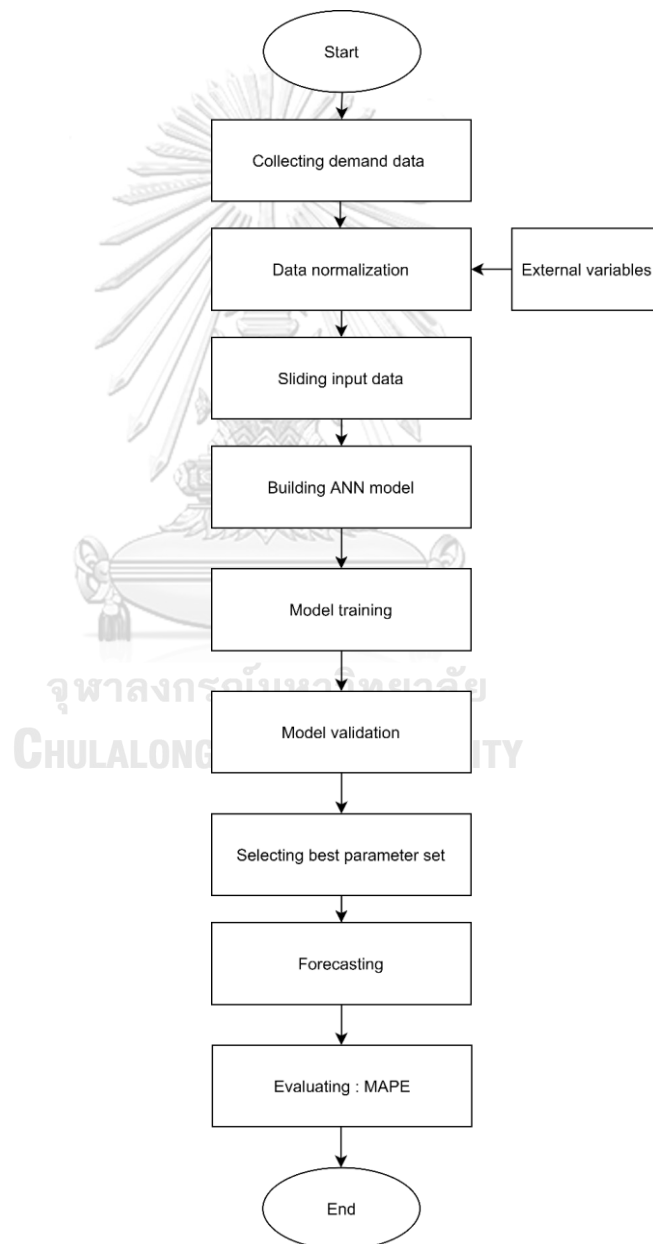 Start
Collecting demand data
Data normalization
External variables
Sliding input data
Building ANN model
Model training
จุฬาลงกรณ์มหาวิทยาลัย
Model validation
CHULALONG ITY
Selecting best parameter set
Forecasting
Evaluating : MAPE
End